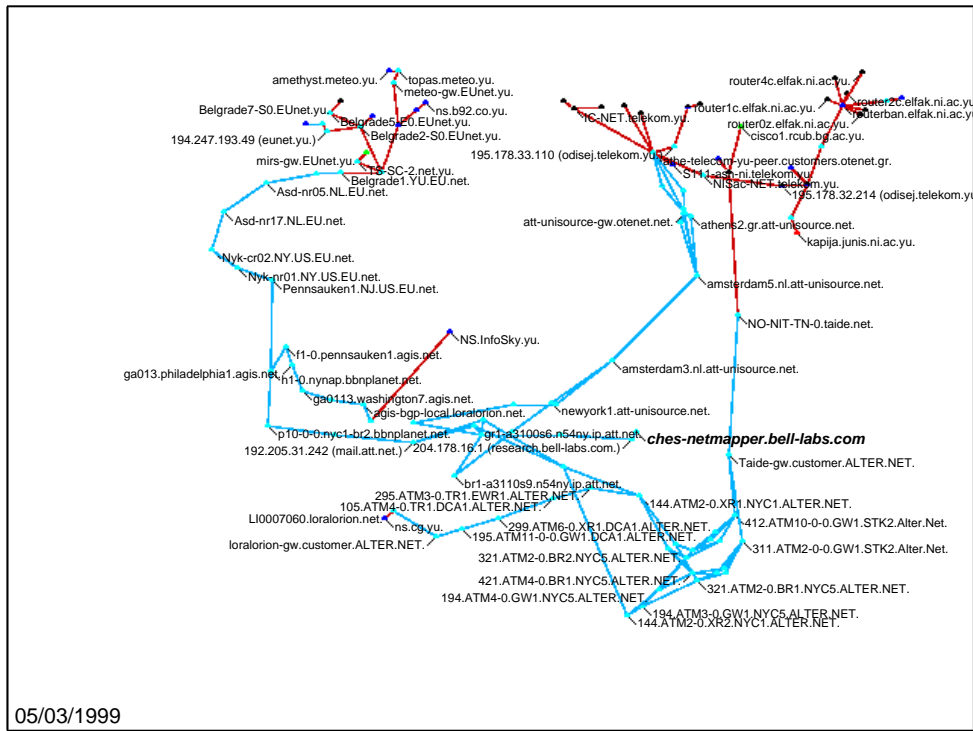 amethyst.meteo.yu.
topas.meteo.yu.
meteo-gw.EUnet.yu.
Belgrade7-S0.EUnet.yu.
ns.b92.co.yu.
Belgrade5-E0.EUnet.yu.
194.247.193.49 (eunet.yu.)
Belgrade2-S0.EUnet.yu.
mirs-gw.EUnet.yu.
TS-SC-2.net.yu.
Belgrade1.YU.EU.net.
Asd-nr05.NL.EU.net.
Asd-nr17.NL.EU.net.
Nyk-cr02.NY.US.EU.net.
Nyk-nr01.NY.US.EU.net.
Pennsauken1.NJ.US.EU.net.
router4c.elfak.ni.ac.yu.
router2c.elfak.ni.ac.yu.
router1c.elfak.ni.ac.yu.
routerban.elfak.ni.ac.yu.
IC-NET.telekom.yu.
router0z.elfak.ni.ac.yu.
cisco1.rcub.bg.ac.yu.
195.178.33.110 (odisej.telekom.yu.)
athe-telecom-yu-peer.customers.otenet.gr.
ST11-ash-ni.telekom.yu.
NISac-NET.telekom.yu.
195.178.32.214 (odisej.telekom.yu
att-unisource-gw.otenet.net.
athens2.gr.att-unisource.net.
kapija.junis.ni.ac.yu.
amsterdam5.nl.att-unisource.net.
NO-NIT-TN-0.taide.net.
NS.InfoSky.yu.
f1-0.pennsauken1.agis.net.
ga013.philadelphia1.agis.net.
h1-0.nynap.bbnplanet.net.
amsterdam3.nl.att-unisource.net.
ga0113.washington7.agis.net.
agis-bgp-local.loralorion.net.
newyork1.att-unisource.net.
p10-0-0.nyc1-br2.bbnplanet.net.
gr1-a3100s6.n54ny.ip.att.net.
ches-netmapper.bell-labs.com
192.205.31.242 (mail.att.net.)
204.178.16.1 (research.bell-labs.com.)
Taide-gw.customer.ALTER.NET.
br1-a3110s9.n54ny.ip.att.net.
295.ATM3-0.TR1.EWR1.ALTER.NET.
105.ATM4-0.TR1.DCA1.ALTER.NET.
144.ATM2-0.XR1.NYC1.ALTER.NET.
LI0007060.loralorion.net.
ns.cg.yu.
299.ATM6-0.XR1.DCA1.ALTER.NET.
412.ATM10-0-0.GW1.STK2.Alter.Net.
195.ATM11-0-0.GW1.DCA1.ALTER.NET.
loralorion-gw.customer.ALTER.NET.
311.ATM2-0-0.GW1.STK2.Alter.Net.
321.ATM2-0.BR2.NYC5.ALTER.NET.
421.ATM4-0.BR1.NYC5.ALTER.NET.
321.ATM2-0.BR1.NYC5.ALTER.NET.
194.ATM4-0.GW1.NYC5.ALTER.NET.
194.ATM3-0.GW1.NYC5.ALTER.NET.
144.ATM2-0.XR2.NYC1.ALTER.NET.
05/03/1999